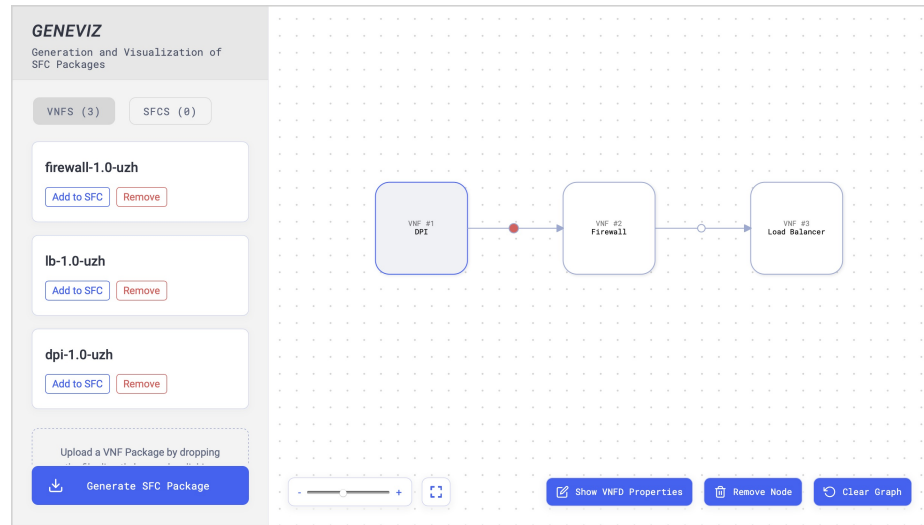 GENEVIZ
Generation and Visualization of
SFC Packages
VNFS (3)
SFCS (0)
firewall-1.0-uzh
Add to SFC
Remove
lb-1.0-uzh
Add to SFC
Remove
dpi-1.0-uzh
Add to SFC
Remove
Upload a VNF Package by dropping
Generate SFC Package
VNF #1
DPI
VNF #2
Firewall
VNF #3
Load Balancer
- +
Show VNFD Properties
Remove Node
Clear Graph